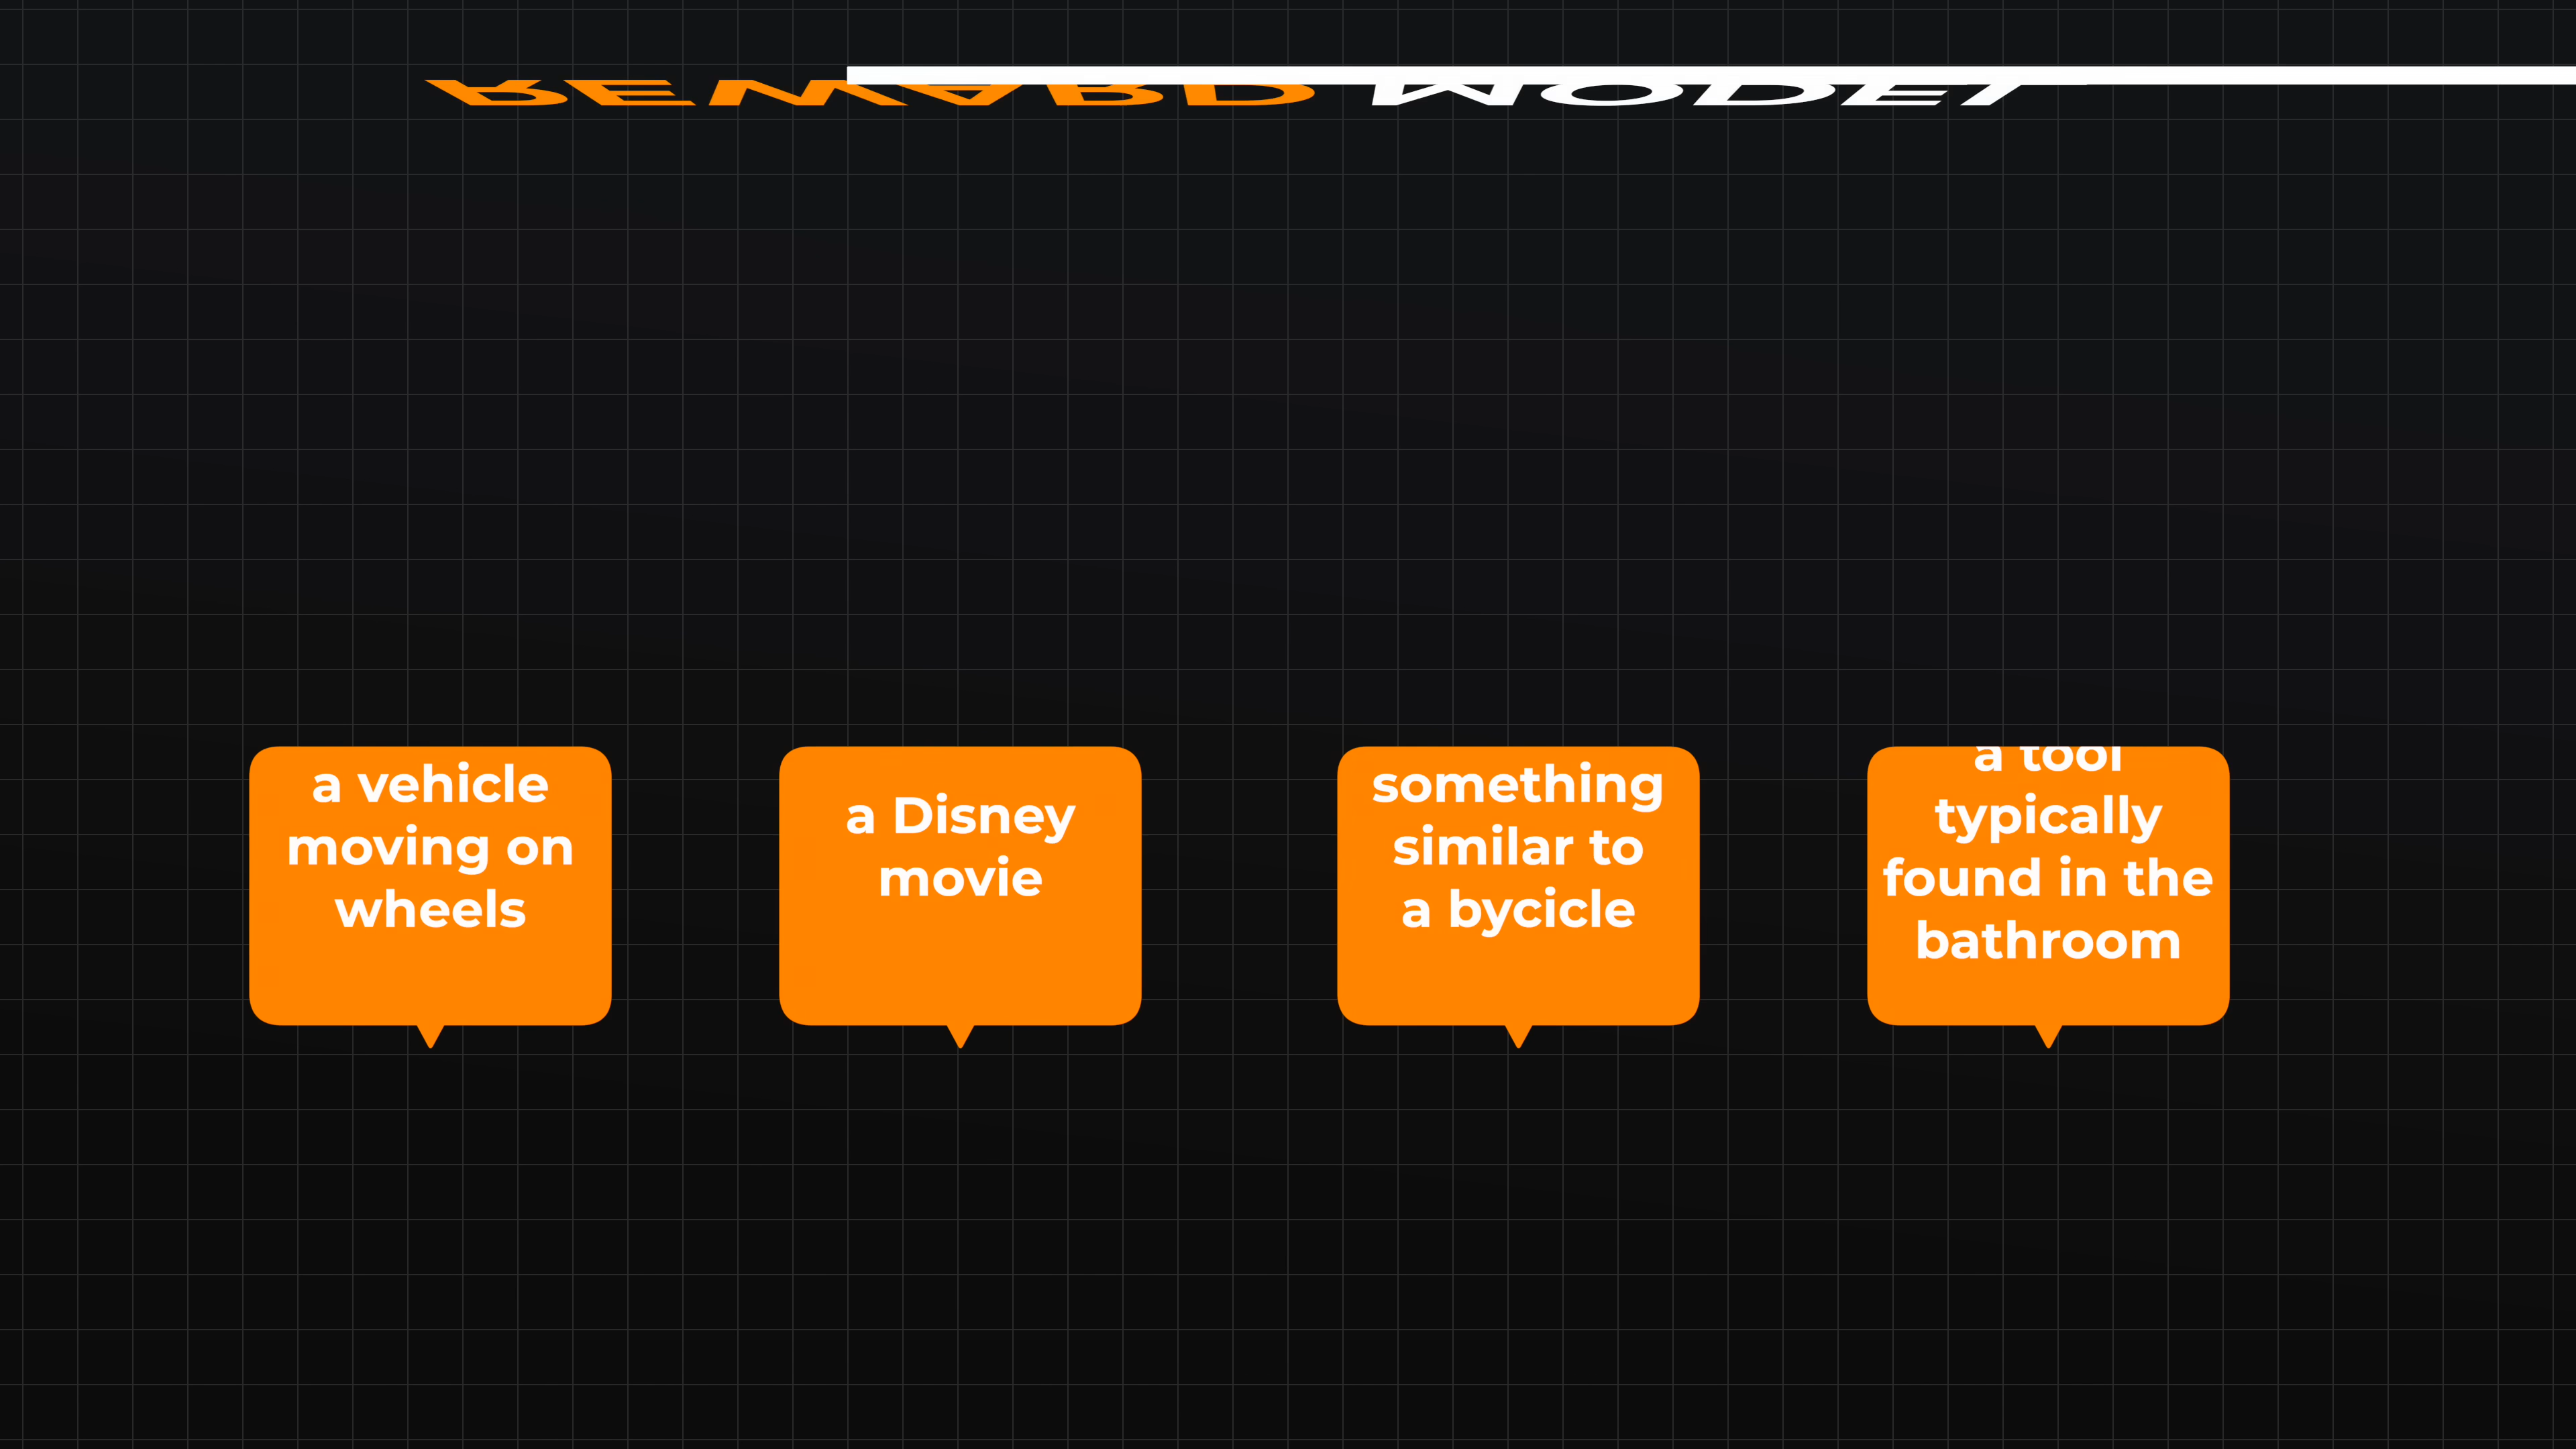 REWARD MODEL
a vehicle
moving on
wheels
a Disney
movie
something
similar to
a bycicle
a tool
typically
found in the
bathroom